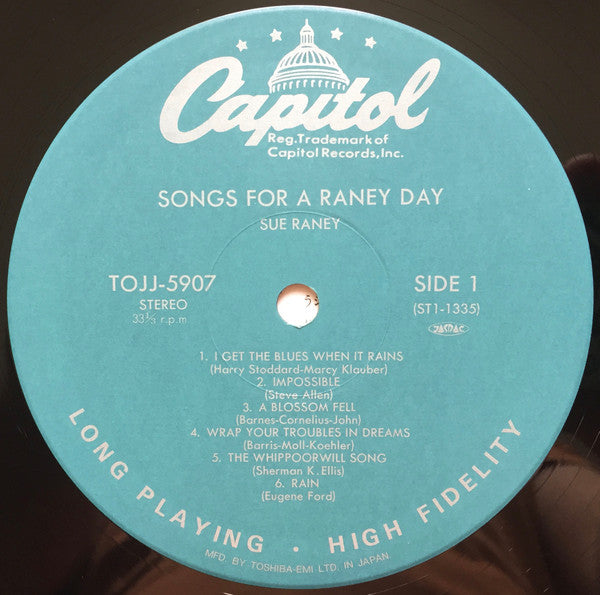 Capitol
Reg.Trademark of
Capitol Records,Inc.
SONGS FOR A RANEY DAY
SUE RANEY
TOJJ-5907
STEREO
33⅓ r.p.m
SIDE 1
(ST1-1335)
JASRAC
1. I GET THE BLUES WHEN IT RAINS
(Harry Stoddard-Marcy Klauber)
2. IMPOSSIBLE
(Steve Allen)
3. A BLOSSOM FELL
(Barnes-Cornelius-John)
4. WRAP YOUR TROUBLES IN DREAMS
(Barris-Moll-Koehler)
5. THE WHIPPOORWILL SONG
(Sherman K. Ellis)
6. RAIN
(Eugene Ford)
LONG PLAYING • HIGH FIDELITY
MFD. BY TOSHIBA-EMI LTD. IN JAPAN.